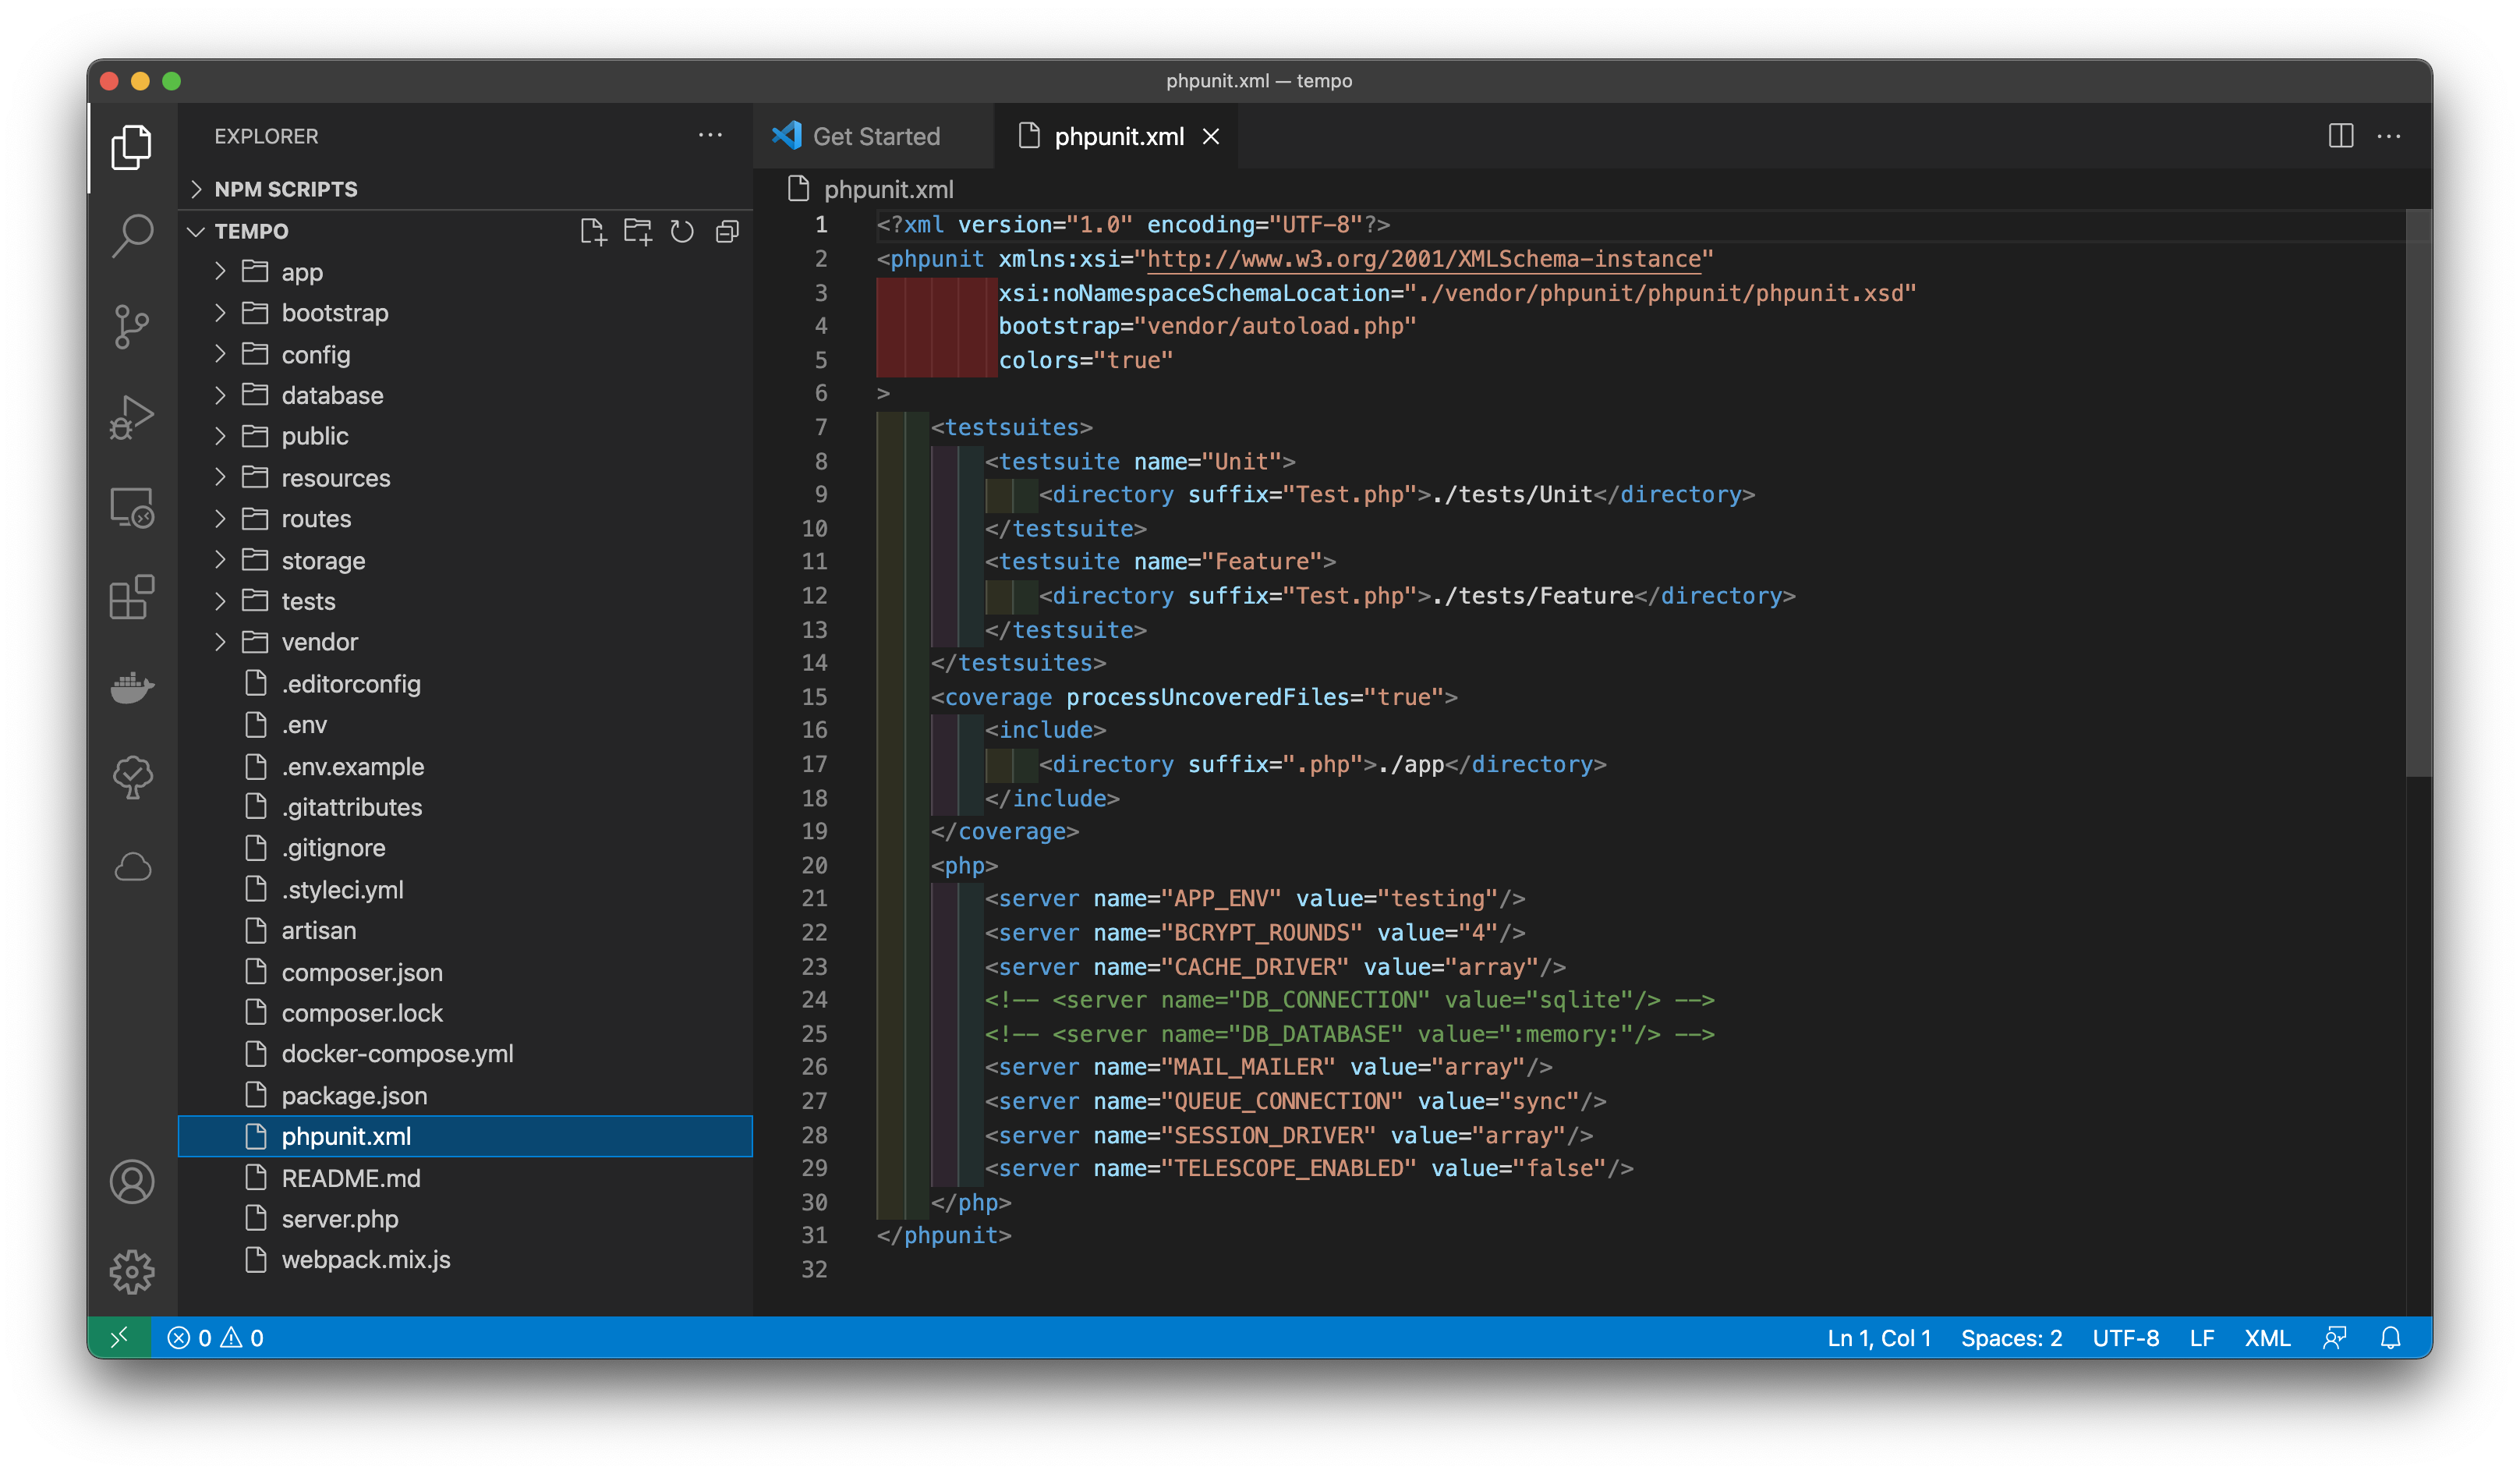 phpunit.xml — tempo
EXPLORER
NPM SCRIPTS
TEMPO
app
bootstrap
config
database
public
resources
routes
storage
tests
vendor
.editorconfig
.env
.env.example
.gitattributes
.gitignore
.styleci.yml
artisan
composer.json
composer.lock
docker-compose.yml
package.json
phpunit.xml
README.md
server.php
webpack.mix.js
Get Started
phpunit.xml
phpunit.xml
1 <?xml version="1.0" encoding="UTF-8"?>
2 <phpunit xmlns:xsi="http://www.w3.org/2001/XMLSchema-instance"
3 xsi:noNamespaceSchemaLocation="./vendor/phpunit/phpunit/phpunit.xsd"
4 bootstrap="vendor/autoload.php"
5 colors="true"
6 >
7 <testsuites>
8 <testsuite name="Unit">
9 <directory suffix="Test.php">./tests/Unit</directory>
10 </testsuite>
11 <testsuite name="Feature">
12 <directory suffix="Test.php">./tests/Feature</directory>
13 </testsuite>
14 </testsuites>
15 <coverage processUncoveredFiles="true">
16 <include>
17 <directory suffix=".php">./app</directory>
18 </include>
19 </coverage>
20 <php>
21 <server name="APP_ENV" value="testing"/>
22 <server name="BCRYPT_ROUNDS" value="4"/>
23 <server name="CACHE_DRIVER" value="array"/>
24 <!-- <server name="DB_CONNECTION" value="sqlite"/> -->
25 <!-- <server name="DB_DATABASE" value=":memory:"/> -->
26 <server name="MAIL_MAILER" value="array"/>
27 <server name="QUEUE_CONNECTION" value="sync"/>
28 <server name="SESSION_DRIVER" value="array"/>
29 <server name="TELESCOPE_ENABLED" value="false"/>
30 </php>
31 </phpunit>
32
0 0
Ln 1, Col 1 Spaces: 2 UTF-8 LF XML